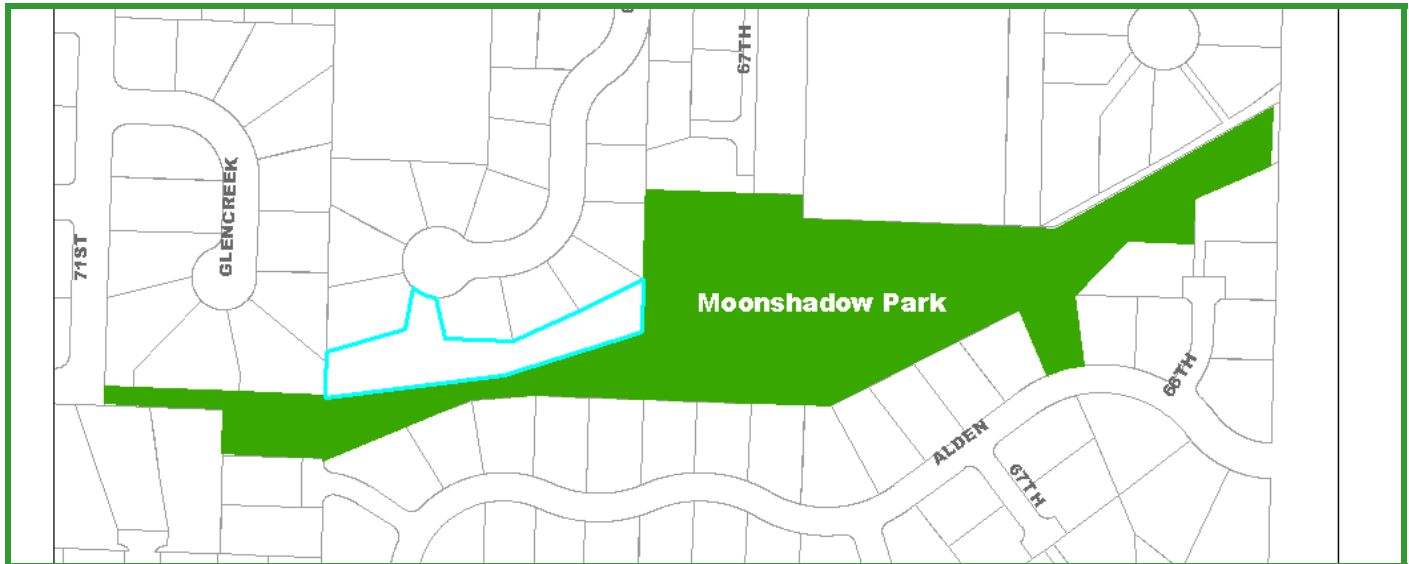 67TH
GLENCREEK
71ST
Moonshadow Park
66TH
ALDEN
67TH